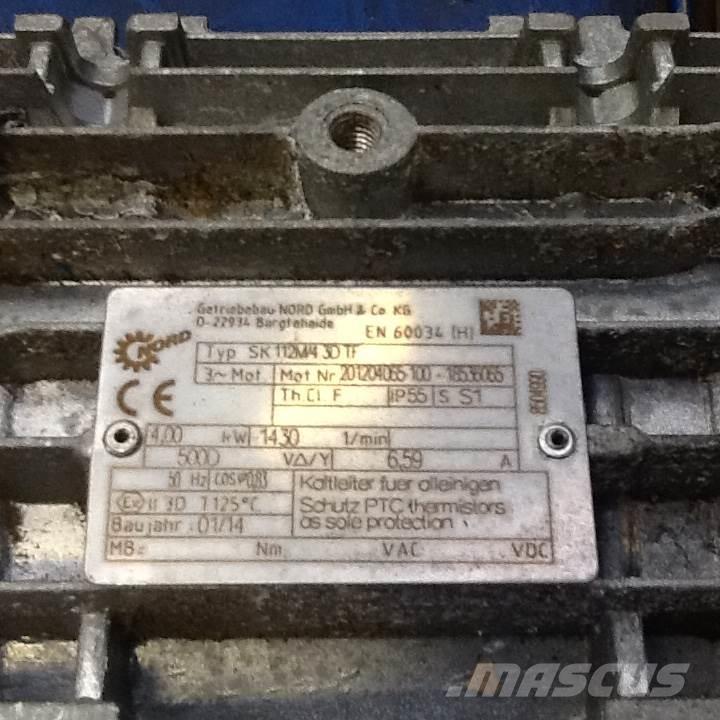 Getriebebau NORD GmbH & Co. KG
D-22934 Bargteheide
EN 60034 (H)
NORD
Typ SK 112M/4 3D TF
3~ Mot. Mot Nr 201204065-100 - 18536065
Th.Cl. F IP55 S S1
CE
4,00 kW 1430 1/min
500D V Δ/Y 6,59 A
50 Hz COSφ0,83
Ex II 3D T125°C
Baujahr 01/14
Kaltleiter fuer alleinigen
Schutz PTC thermistors
as sole protection
MB= Nm VAC VDC
MASCUS